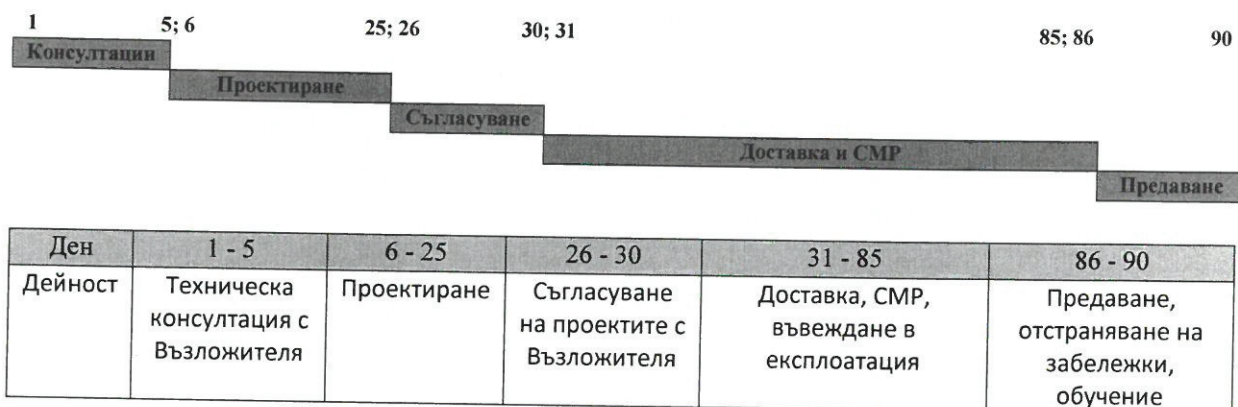 1 5; 6 25; 26 30; 31 85; 86 90
Консултации
Проектиране
Съгласуване
Доставка и СМР
Предаване
Ден 1 - 5 6 - 25 26 - 30 31 - 85 86 - 90
Дейност Техническа Проектиране Съгласуване Доставка, СМР, Предаване,
консултация с на проектите с въвеждане в отстраняване на
Възложителя Възложителя експлоатация забележки,
обучение